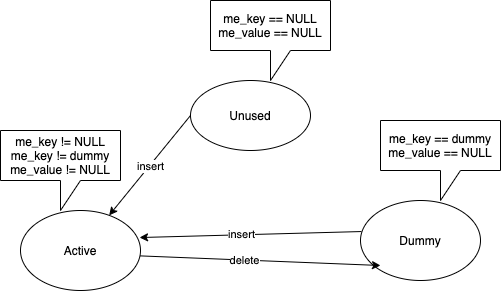 me_key == NULL
me_value == NULL
Unused
me_key != NULL
me_key != dummy
me_value != NULL
me_key == dummy
me_value == NULL
insert
Active
insert
delete
Dummy